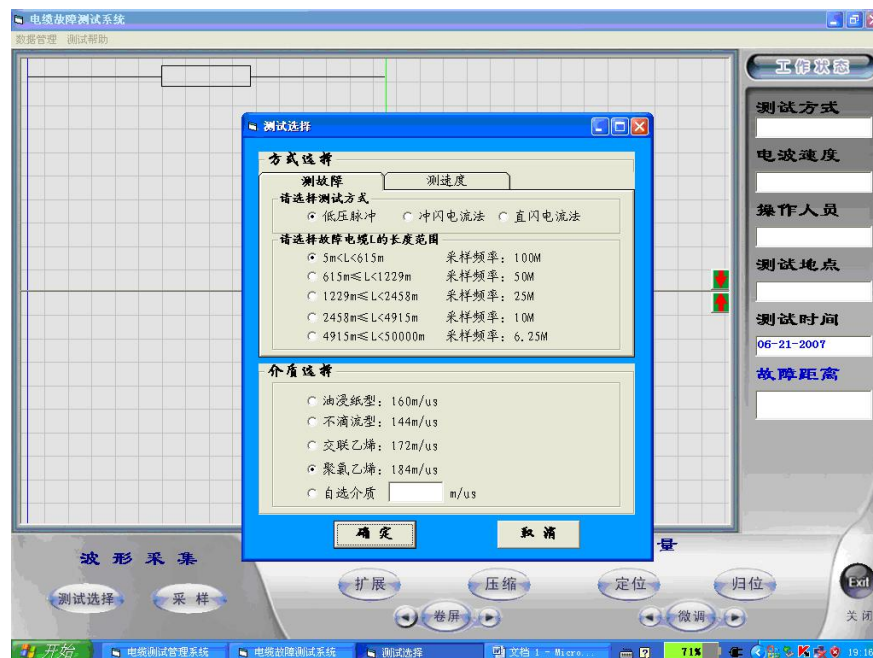 电缆故障测试系统
数据管理 测试帮助
工作状态
测试方式
电波速度
操作人员
测试地点
测试时间
06-21-2007
故障距离
测试选择
方式选择
测故障 测速度
请选择测试方式
低压脉冲 冲闪电流法 直闪电流法
请选择故障电缆L的长度范围
5m<L<615m 采样频率: 100M
615m≤L<1229m 采样频率: 50M
1229m≤L<2458m 采样频率: 25M
2458m≤L<4915m 采样频率: 10M
4915m≤L<50000m 采样频率: 6.25M
介质选择
油浸纸型: 160m/us
不滴流型: 144m/us
交联乙烯: 172m/us
聚氯乙烯: 184m/us
自选介质 m/us
确定 取消
波形采集
量
测试选择 采样
扩展 压缩 定位 归位
卷屏 微调
Exit
关闭
开始 电缆测试管理系统 电缆故障测试系统 测试选择 文档 1 - Micro... 71% 19:16